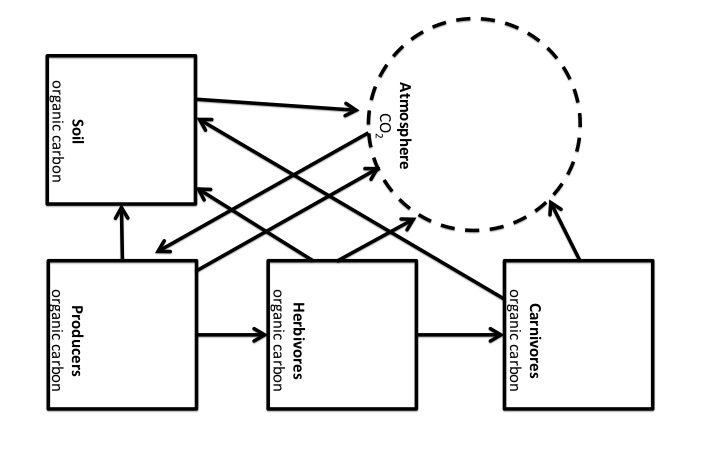 Soil
organic carbon
Atmosphere
CO₂
Producers
organic carbon
Herbivores
organic carbon
Carnivores
organic carbon